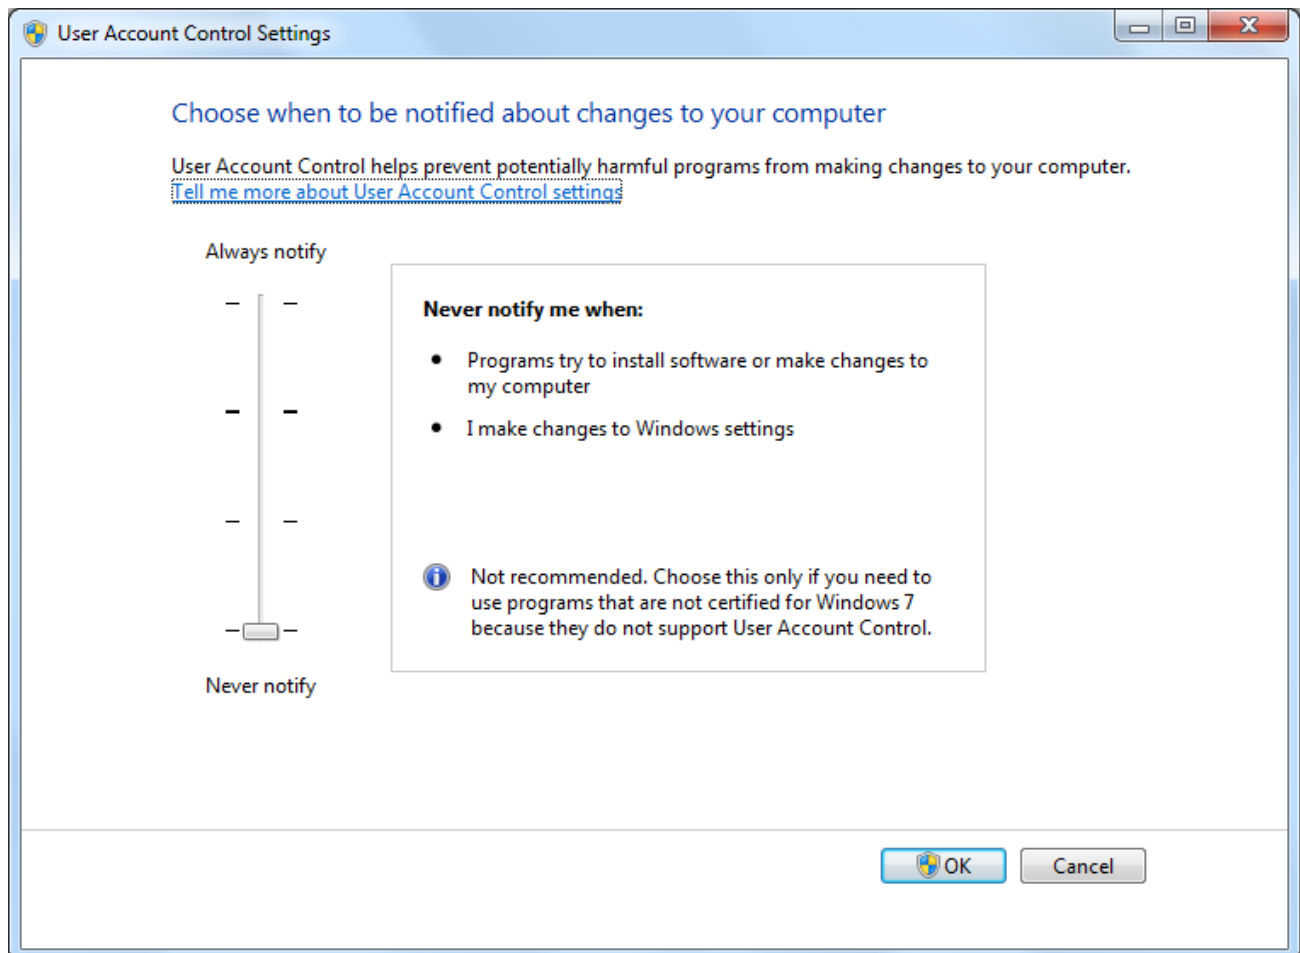 User Account Control Settings
Choose when to be notified about changes to your computer
User Account Control helps prevent potentially harmful programs from making changes to your computer.
Tell me more about User Account Control settings
Always notify
Never notify me when:
Programs try to install software or make changes to
my computer
I make changes to Windows settings
Not recommended. Choose this only if you need to
use programs that are not certified for Windows 7
because they do not support User Account Control.
Never notify
OK
Cancel